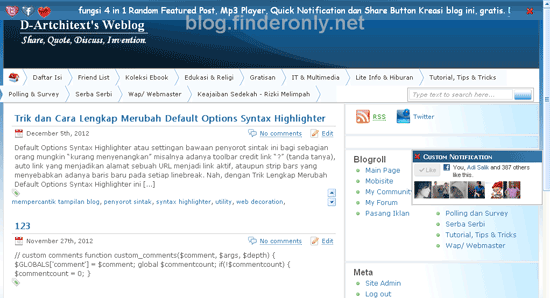 fungsi 4 in 1 Random Featured Post, Mp3 Player, Quick Notification dan Share Button Kreasi blog ini, gratis. !
blog.finderonly.net
D-Artchitext's Weblog
Share, Quote, Discuss, Invention.
Daftar Isi
Friend List
Koleksi Ebook
Edukasi & Religi
Gratisan
IT & Multimedia
Lite Info & Hiburan
Tutorial, Tips & Tricks
Polling & Survey
Serba Serbi
Wap/ Webmaster
Keajaiban Sedekah - Rizki Melimpah
Type text to search here...
Trik dan Cara Lengkap Merubah Default Options Syntax Highlighter
December 5th, 2012
No comments
Edit
Default Options Syntax Highlighter atau settingan bawaan penyorot sintak ini bagi sebagian
orang mungkin "kurang menyenangkan" misalnya adanya toolbar credit link "?" (tanda tanya),
auto link yang menjadikan alamat sebuah URL menjadi link aktif, ataupun strip baris yang
menyebabkan adanya baris baru pada setiap linebreak. Nah, dengan Trik Lengkap Merubah
Default Options Syntax Highlighter ini [...]
mempercantik tampilan blog, penyorot sintak, syntax highlighter, utility, web decoration,
123
November 27th, 2012
No comments
Edit
// custom comments function custom_comments($comment, $args, $depth) {
$GLOBALS['comment'] = $comment; global $commentcount; if(!$commentcount) {
$commentcount = 0; }
RSS
Twitter
Custom Notification
Like
You, Adi Salik and 387 others
like this.
Blogroll
Main Page
Mobisite
My Community
My Forum
Pasang Iklan
Polling dan Survey
Serba Serbi
Tutorial, Tips & Tricks
Wap/ Webmaster
Meta
Site Admin
Log out